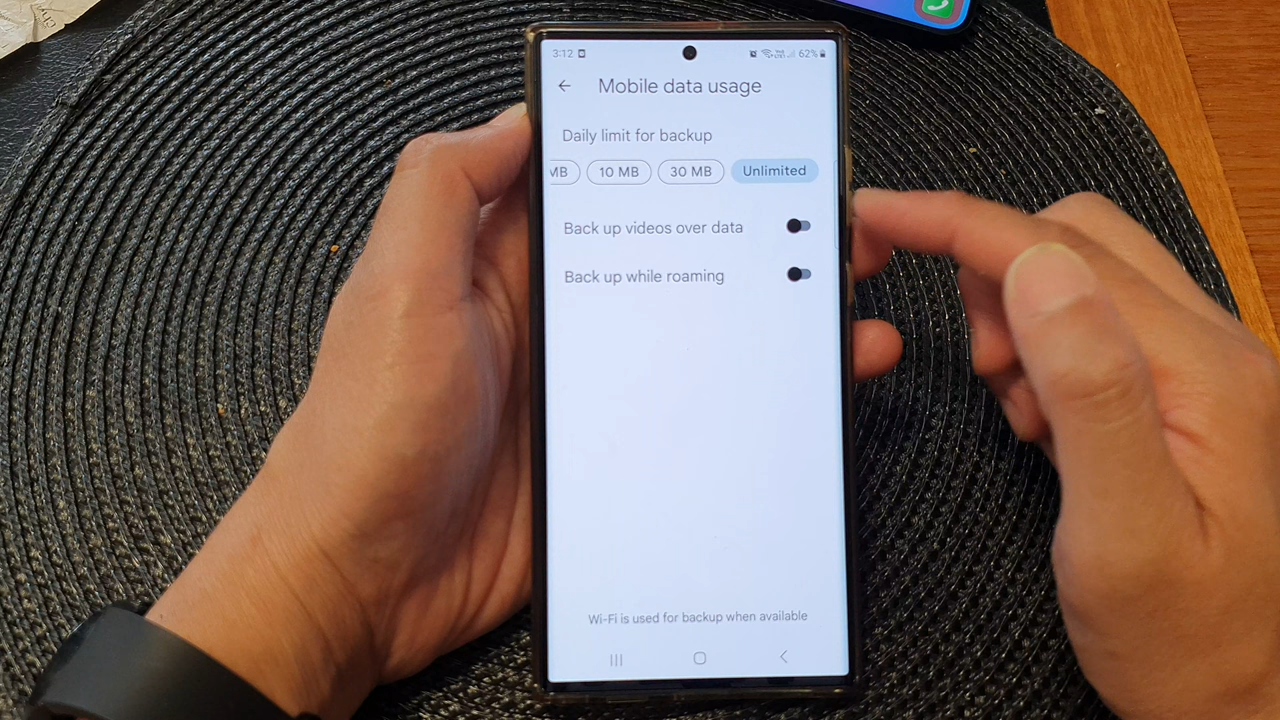 3:12 62%
Mobile data usage
Daily limit for backup
MB 10 MB 30 MB Unlimited
Back up videos over data
Back up while roaming
Wi-Fi is used for backup when available